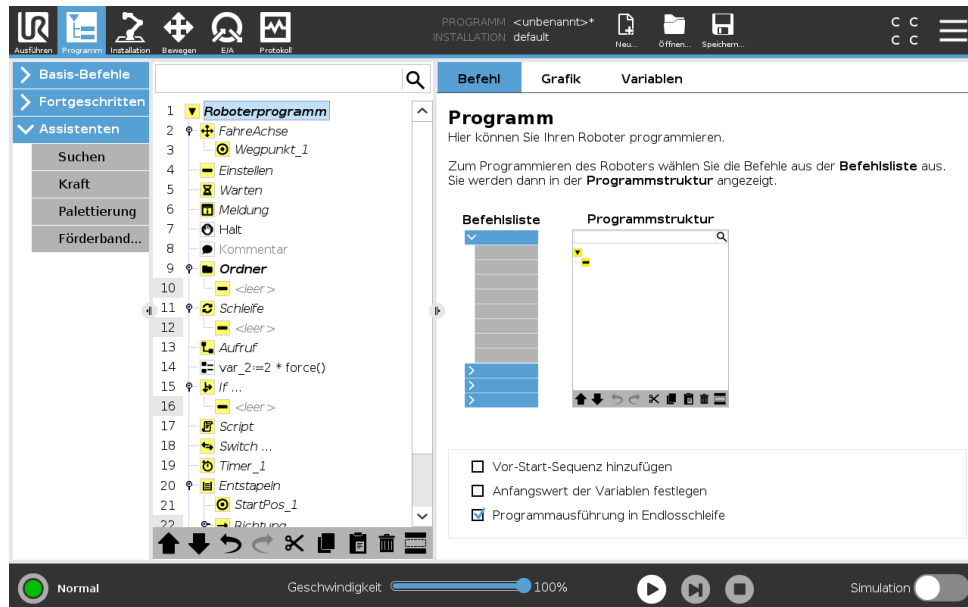 UR
PROGRAMM <unbenannt>*
INSTALLATION default
Ausführen Programm Installation Bewegen E/A Protokoll
Neu... Öffnen... Speichern...
C C
C C
Basis-Befehle
Fortgeschritten
Assistenten
Suchen
Kraft
Palettierung
Förderband...
1 Roboterprogramm
2 FahreAchse
3 Wegpunkt_1
4 Einstellen
5 Warten
6 Meldung
7 Halt
8 Kommentar
9 Ordner
10 <leer>
11 Schleife
12 <leer>
13 Aufruf
14 var_2:=2 * force()
15 If ...
16 <leer>
17 Script
18 Switch ...
19 Timer_1
20 Entstapeln
21 StartPos_1
22 Richtung
Befehl Grafik Variablen
Programm
Hier können Sie Ihren Roboter programmieren.
Zum Programmieren des Roboters wählen Sie die Befehle aus der Befehlsliste aus.
Sie werden dann in der Programmstruktur angezeigt.
Befehlsliste Programmstruktur
Vor-Start-Sequenz hinzufügen
Anfangswert der Variablen festlegen
Programmausführung in Endlosschleife
Normal
Geschwindigkeit 100%
Simulation